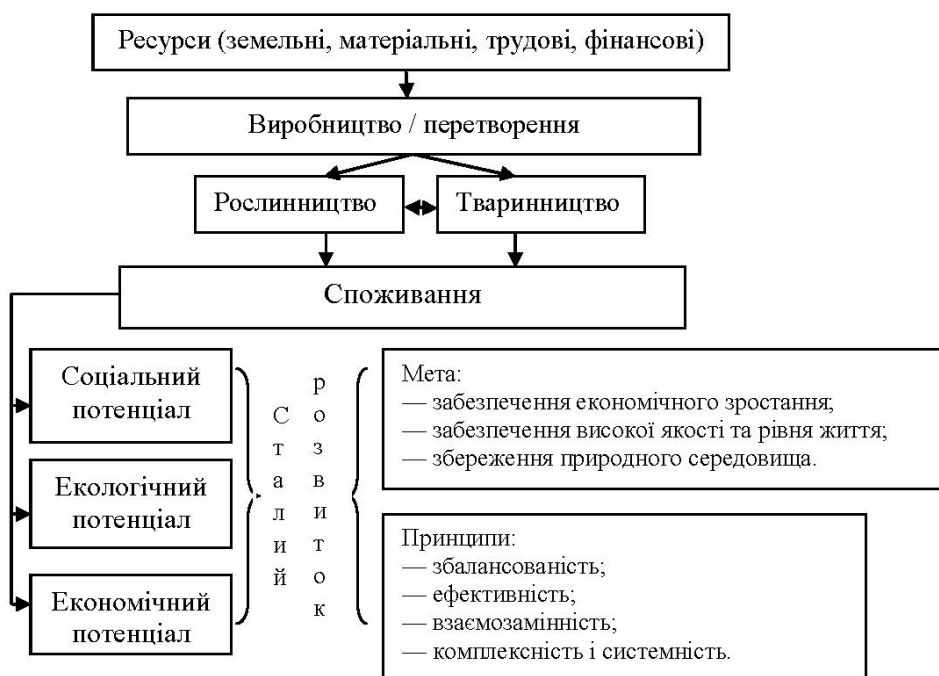 Ресурси (земельні, матеріальні, трудові, фінансові)
Виробництво / перетворення
Рослинництво
Тваринництво
Споживання
Соціальний
потенціал
Екологічний
потенціал
Економічний
потенціал
Сталий
розвиток
Мета:
— забезпечення економічного зростання;
— забезпечення високої якості та рівня життя;
— збереження природного середовища.
Принципи:
— збалансованість;
— ефективність;
— взаємозамінність;
— комплексність і системність.